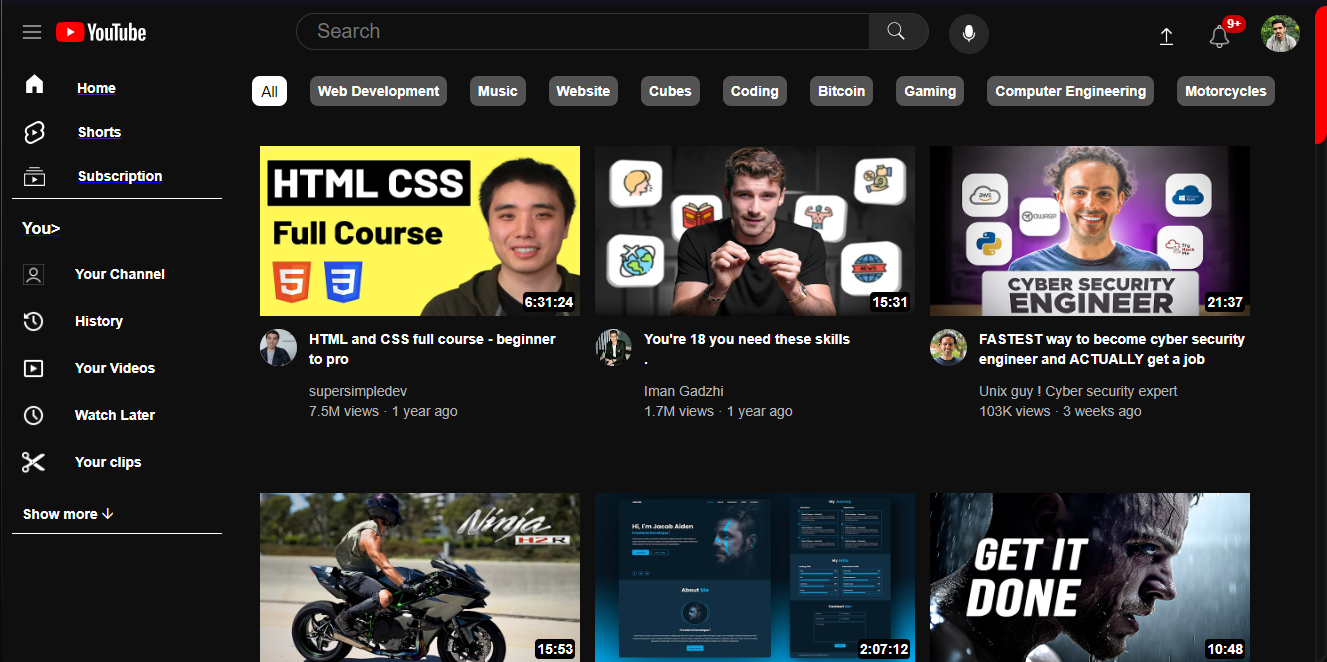 YouTube
Search
9+
Home
Shorts
Subscription
You>
Your Channel
History
Your Videos
Watch Later
Your clips
Show more
All
Web Development
Music
Website
Cubes
Coding
Bitcoin
Gaming
Computer Engineering
Motorcycles
HTML CSS
Full Course
5
3
6:31:24
HTML and CSS full course - beginner
to pro
supersimpledev
7.5M views · 1 year ago
NEWS
15:31
You're 18 you need these skills
.
Iman Gadzhi
1.7M views · 1 year ago
aws
OWASP
Try
Hack
Me
CYBER SECURITY
ENGINEER
21:37
FASTEST way to become cyber security
engineer and ACTUALLY get a job
Unix guy ! Cyber security expert
103K views · 3 weeks ago
Ninja
H2R
15:53
Hi, I'm Jacob Aiden
About Me
My Journey
My Skills
Contact Me!
2:07:12
GET IT
DONE
10:48